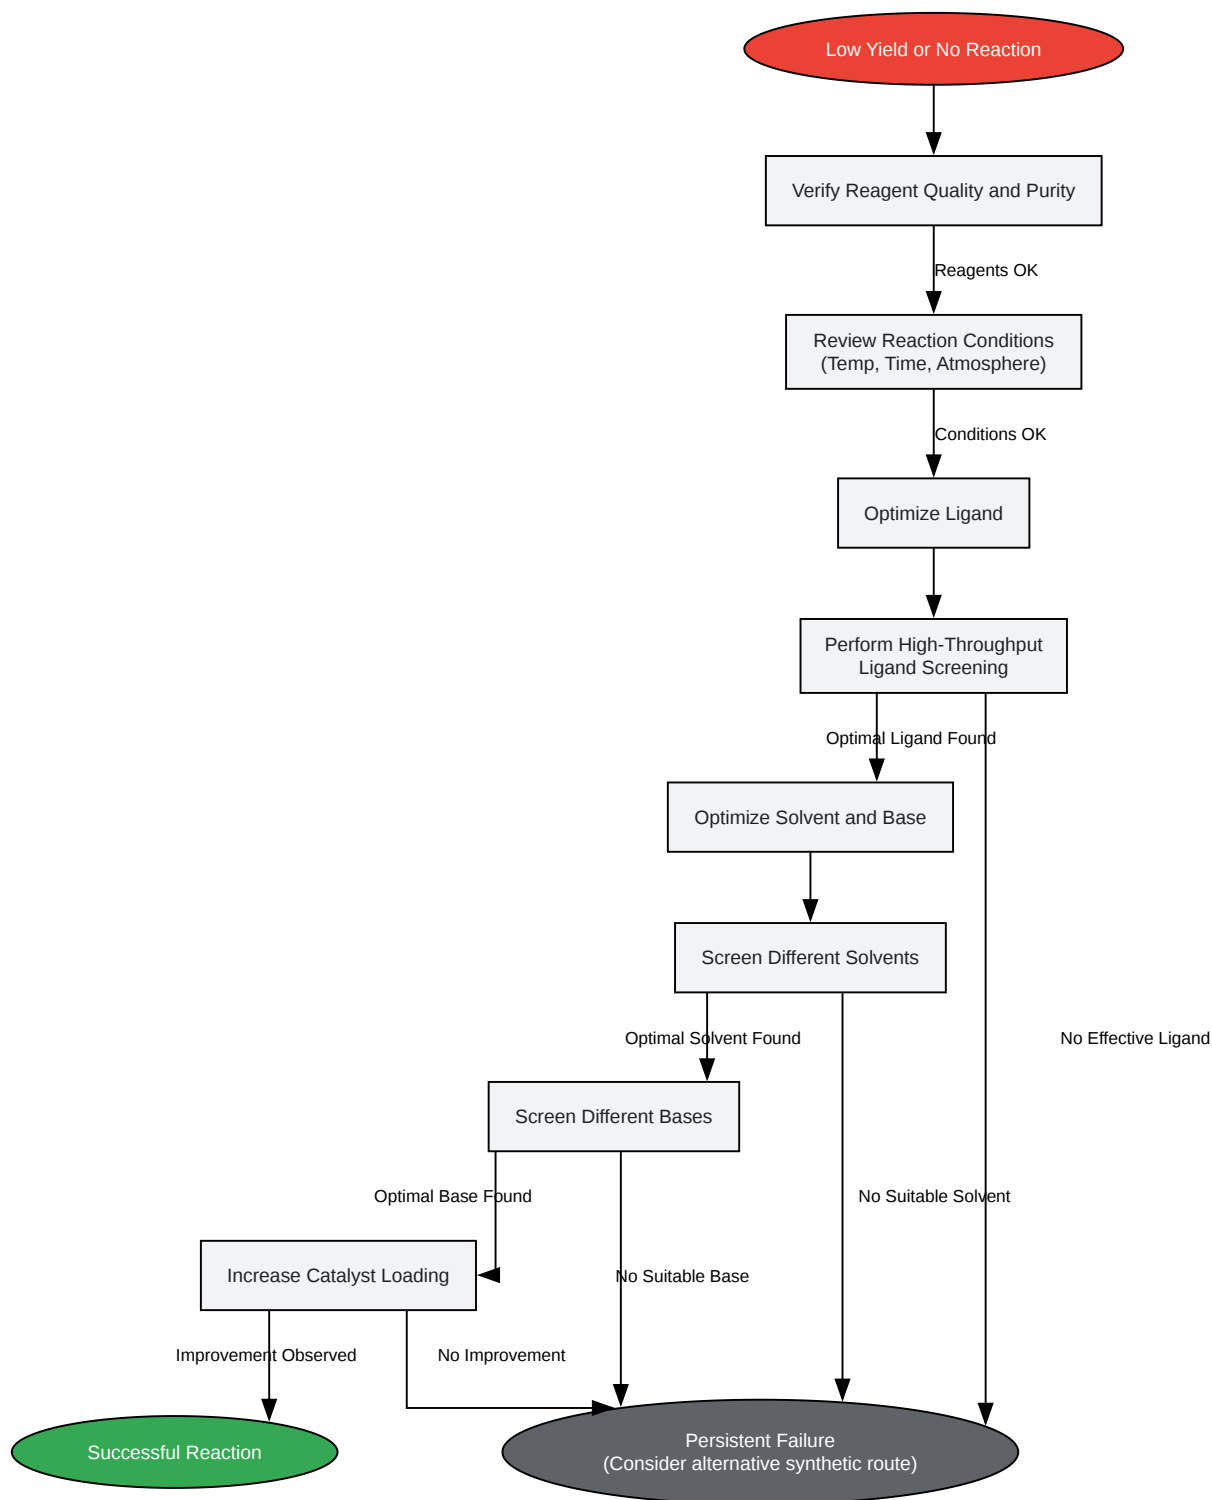 Low Yield or No Reaction
Verify Reagent Quality and Purity
Reagents OK
Review Reaction Conditions
(Temp, Time, Atmosphere)
Conditions OK
Optimize Ligand
Perform High-Throughput
Ligand Screening
Optimal Ligand Found
Optimize Solvent and Base
Screen Different Solvents
Optimal Solvent Found
No Effective Ligand
Screen Different Bases
Optimal Base Found
No Suitable Solvent
Increase Catalyst Loading
No Suitable Base
Improvement Observed
No Improvement
Successful Reaction
Persistent Failure
(Consider alternative synthetic route)